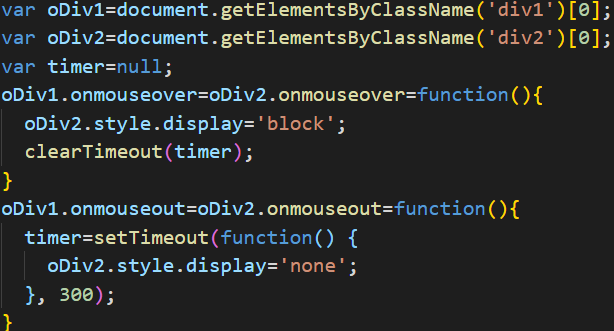 var oDiv1=document.getElementsByClassName('div1')[0];
var oDiv2=document.getElementsByClassName('div2')[0];
var timer=null;
oDiv1.onmouseover=oDiv2.onmouseover=function(){
  oDiv2.style.display='block';
  clearTimeout(timer);
}
oDiv1.onmouseout=oDiv2.onmouseout=function(){
  timer=setTimeout(function() {
    oDiv2.style.display='none';
  }, 300);
}